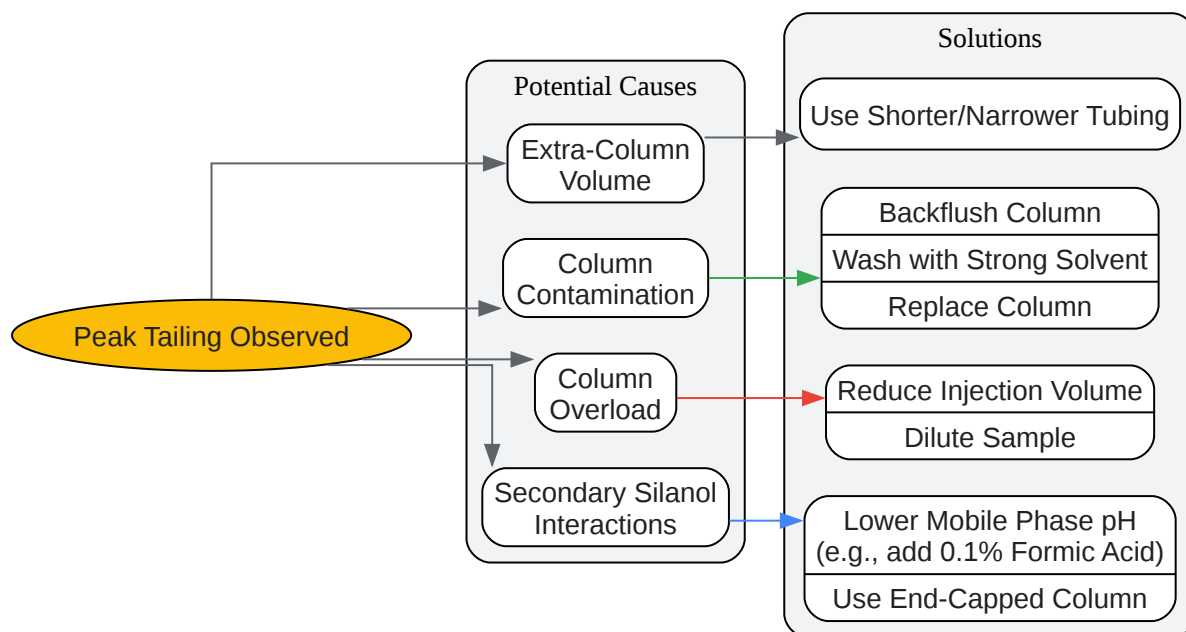 Peak Tailing Observed
Potential Causes
Extra-Column
Volume
Column
Contamination
Column
Overload
Secondary Silanol
Interactions
Solutions
Use Shorter/Narrower Tubing
Backflush Column
Wash with Strong Solvent
Replace Column
Reduce Injection Volume
Dilute Sample
Lower Mobile Phase pH
(e.g., add 0.1% Formic Acid)
Use End-Capped Column